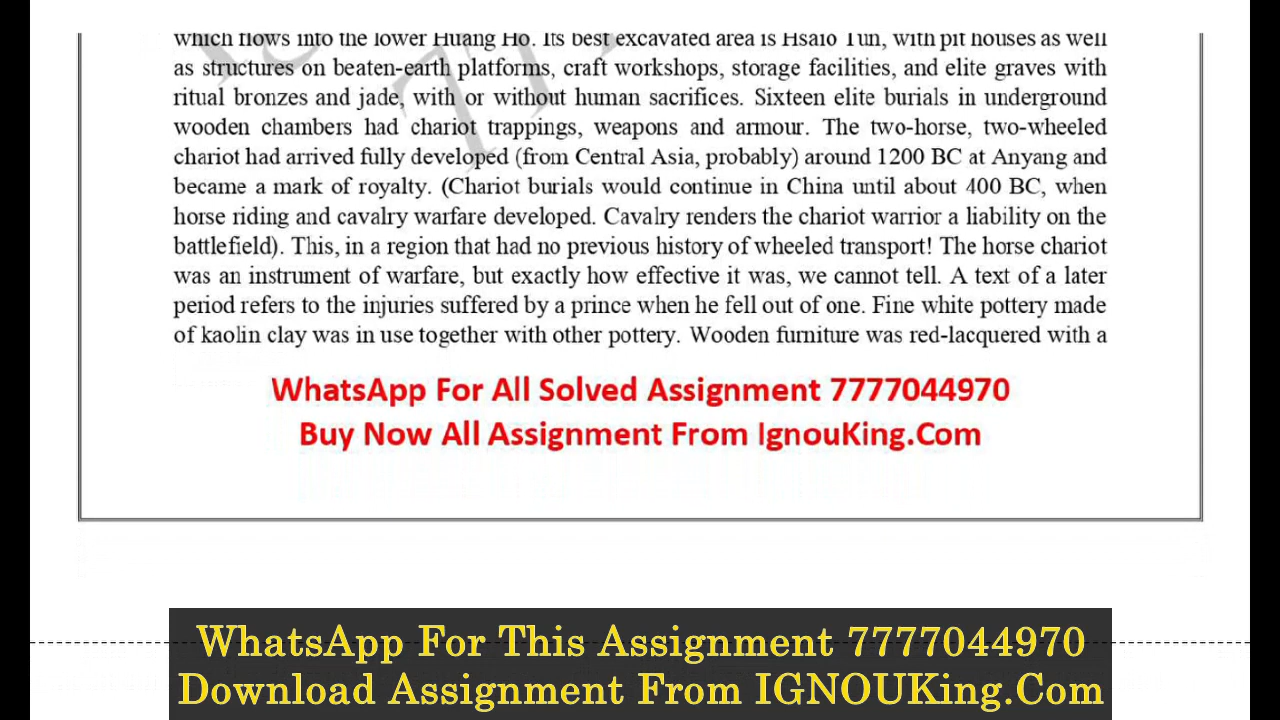 which flows into the lower Huang Ho. Its best excavated area is Hsaio Tun, with pit houses as well
as structures on beaten-earth platforms, craft workshops, storage facilities, and elite graves with
ritual bronzes and jade, with or without human sacrifices. Sixteen elite burials in underground
wooden chambers had chariot trappings, weapons and armour. The two-horse, two-wheeled
chariot had arrived fully developed (from Central Asia, probably) around 1200 BC at Anyang and
became a mark of royalty. (Chariot burials would continue in China until about 400 BC, when
horse riding and cavalry warfare developed. Cavalry renders the chariot warrior a liability on the
battlefield). This, in a region that had no previous history of wheeled transport! The horse chariot
was an instrument of warfare, but exactly how effective it was, we cannot tell. A text of a later
period refers to the injuries suffered by a prince when he fell out of one. Fine white pottery made
of kaolin clay was in use together with other pottery. Wooden furniture was red-lacquered with a
WhatsApp For All Solved Assignment 7777044970
Buy Now All Assignment From IgnouKing.Com
WhatsApp For This Assignment 7777044970
Download Assignment From IGNOUKing.Com